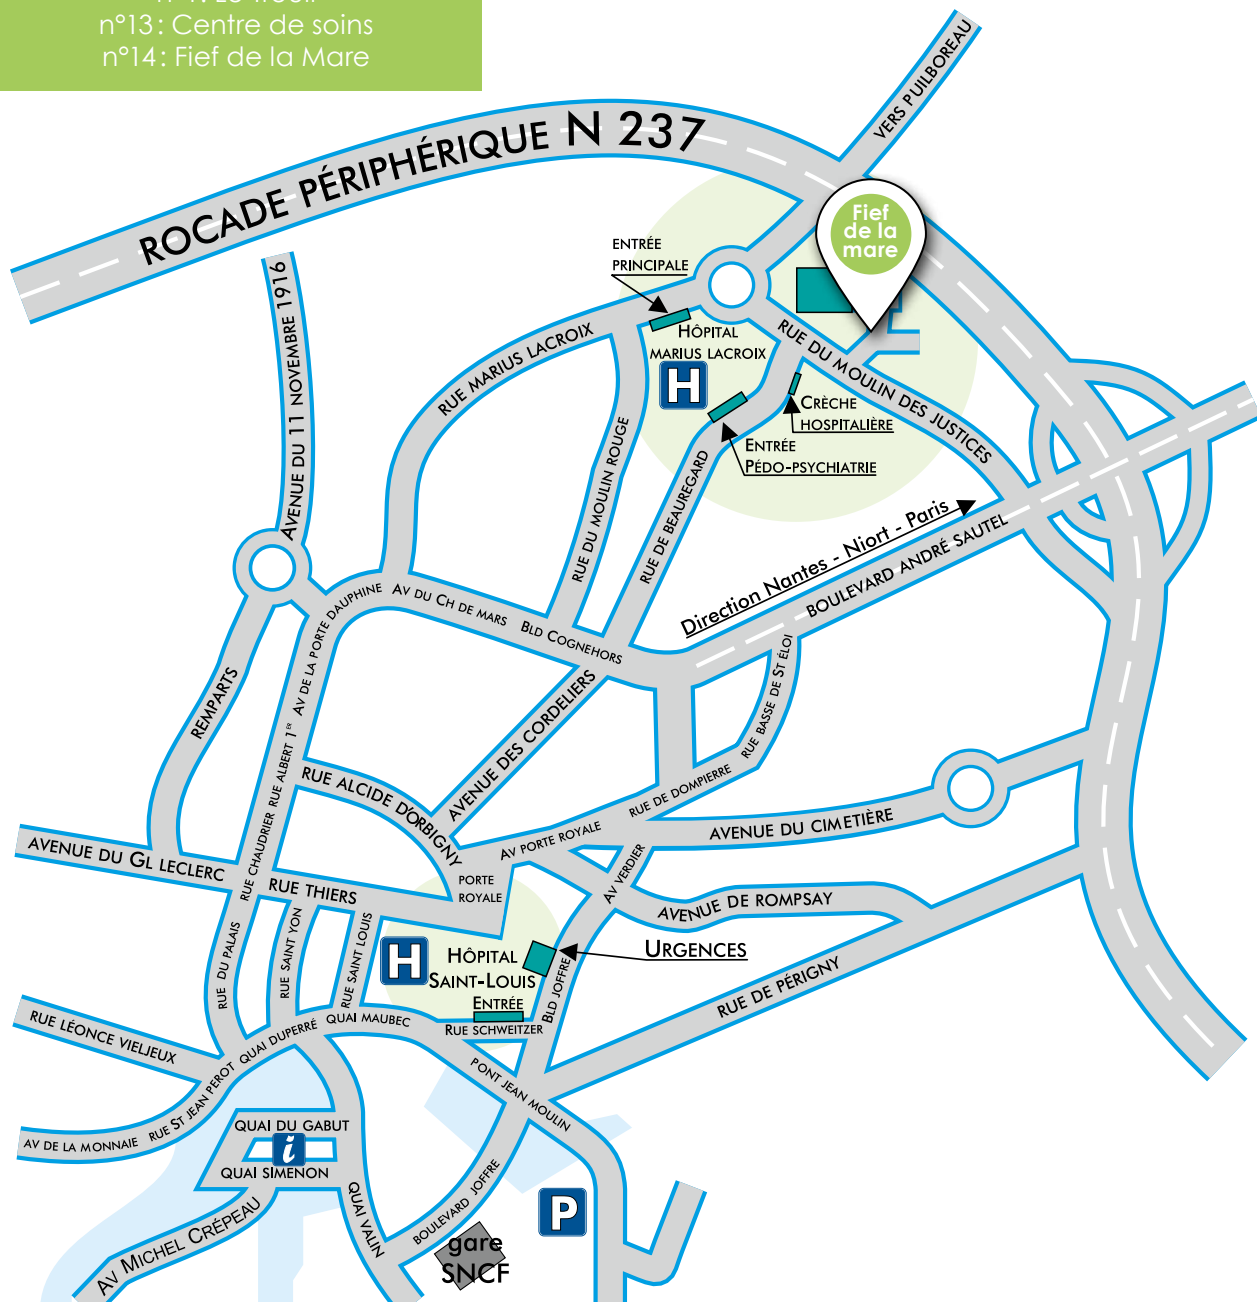 n°13 : Centre de soins
n°14 : Fief de la Mare
VERS PUILBOREAU
ROCADE PÉRIPHÉRIQUE N 237
Fief
de la
mare
ENTRÉE
PRINCIPALE
AVENUE DU 11 NOVEMBRE 1916
RUE MARIUS LACROIX
HÔPITAL
MARIUS LACROIX
H
RUE DU MOULIN DES JUSTICES
CRÈCHE
HOSPITALIÈRE
ENTRÉE
PÉDO-PSYCHIATRIE
RUE DU MOULIN ROUGE
RUE DE BEAUREGARD
Direction Nantes - Niort - Paris
BOULEVARD ANDRÉ SAUTEL
AV DE LA PORTE DAUPHINE
AV DU CH DE MARS
BLD COGNEHORS
REMPARTS
AVENUE DES CORDELIERS
RUE BASSE DE ST ÉLOI
RUE ALBERT 1ER
RUE ALCIDE D'ORBIGNY
RUE DE DOMPIERRE
AV PORTE ROYALE
AVENUE DU CIMETIÈRE
AVENUE DU GL LECLERC
RUE CHAUDRIER
RUE THIERS
PORTE
ROYALE
AV VERDIER
AVENUE DE ROMPSAY
RUE DU PALAIS
RUE SAINT YON
RUE SAINT LOUIS
H
HÔPITAL
SAINT-LOUIS
URGENCES
ENTRÉE
RUE SCHWEITZER
BLD JOFFRE
RUE DE PÉRIGNY
RUE LÉONCE VIELJEUX
QUAI DUPERRÉ
QUAI MAUBEC
PONT JEAN MOULIN
AV DE LA MONNAIE
RUE ST JEAN PEROT
QUAI DU GABUT
i
QUAI SIMENON
QUAI VALIN
BOULEVARD JOFFRE
P
AV MICHEL CRÉPEAU
gare
SNCF